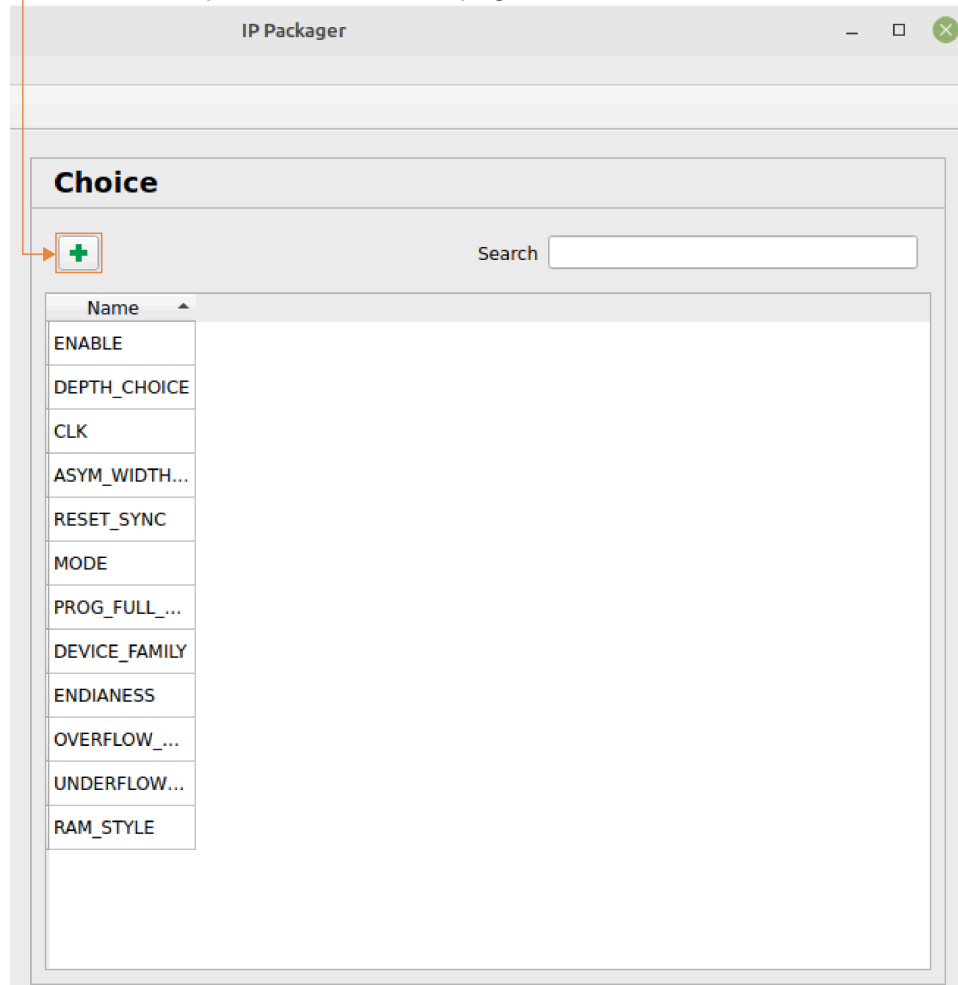 IP Packager
Choice
Search
Name
ENABLE
DEPTH_CHOICE
CLK
ASYM_WIDTH...
RESET_SYNC
MODE
PROG_FULL_...
DEVICE_FAMILY
ENDIANESS
OVERFLOW_...
UNDERFLOW...
RAM_STYLE